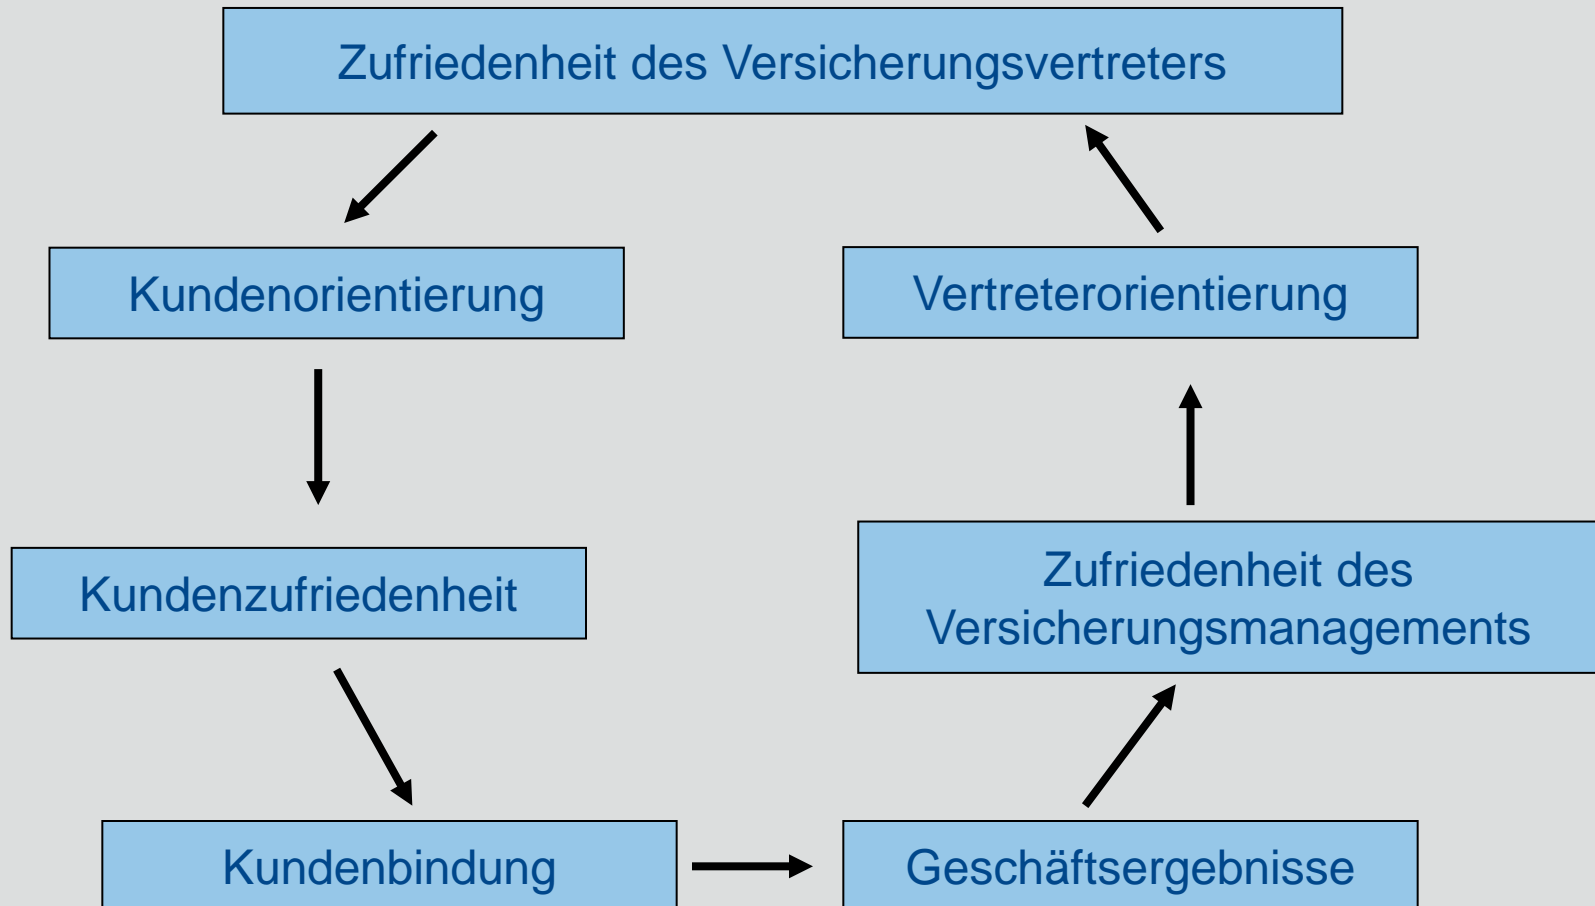 Zufriedenheit des Versicherungsvertreters
Kundenorientierung
Vertreterorientierung
Kundenzufriedenheit
Zufriedenheit des
Versicherungsmanagements
Kundenbindung
Geschäftsergebnisse